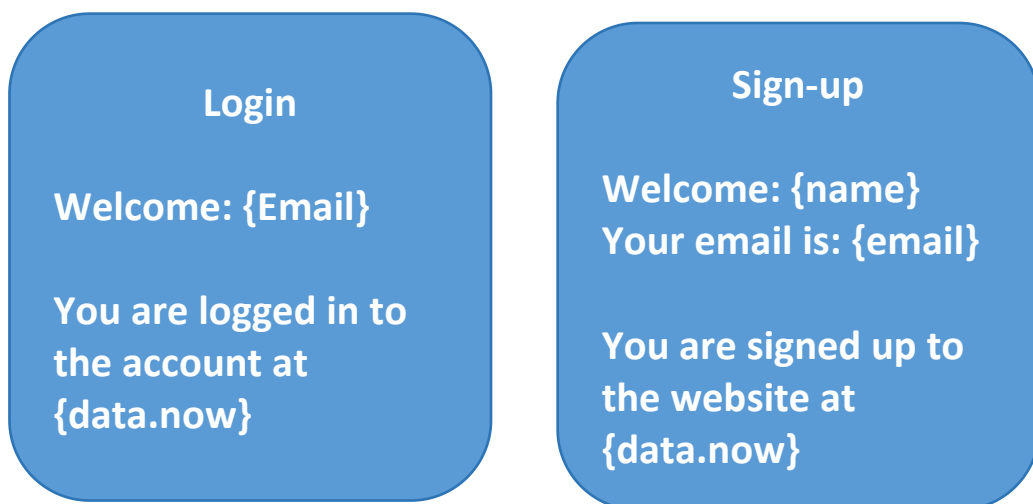 Login
Welcome: {Email}
You are logged in to
the account at
{data.now}
Sign-up
Welcome: {name}
Your email is: {email}
You are signed up to
the website at
{data.now}